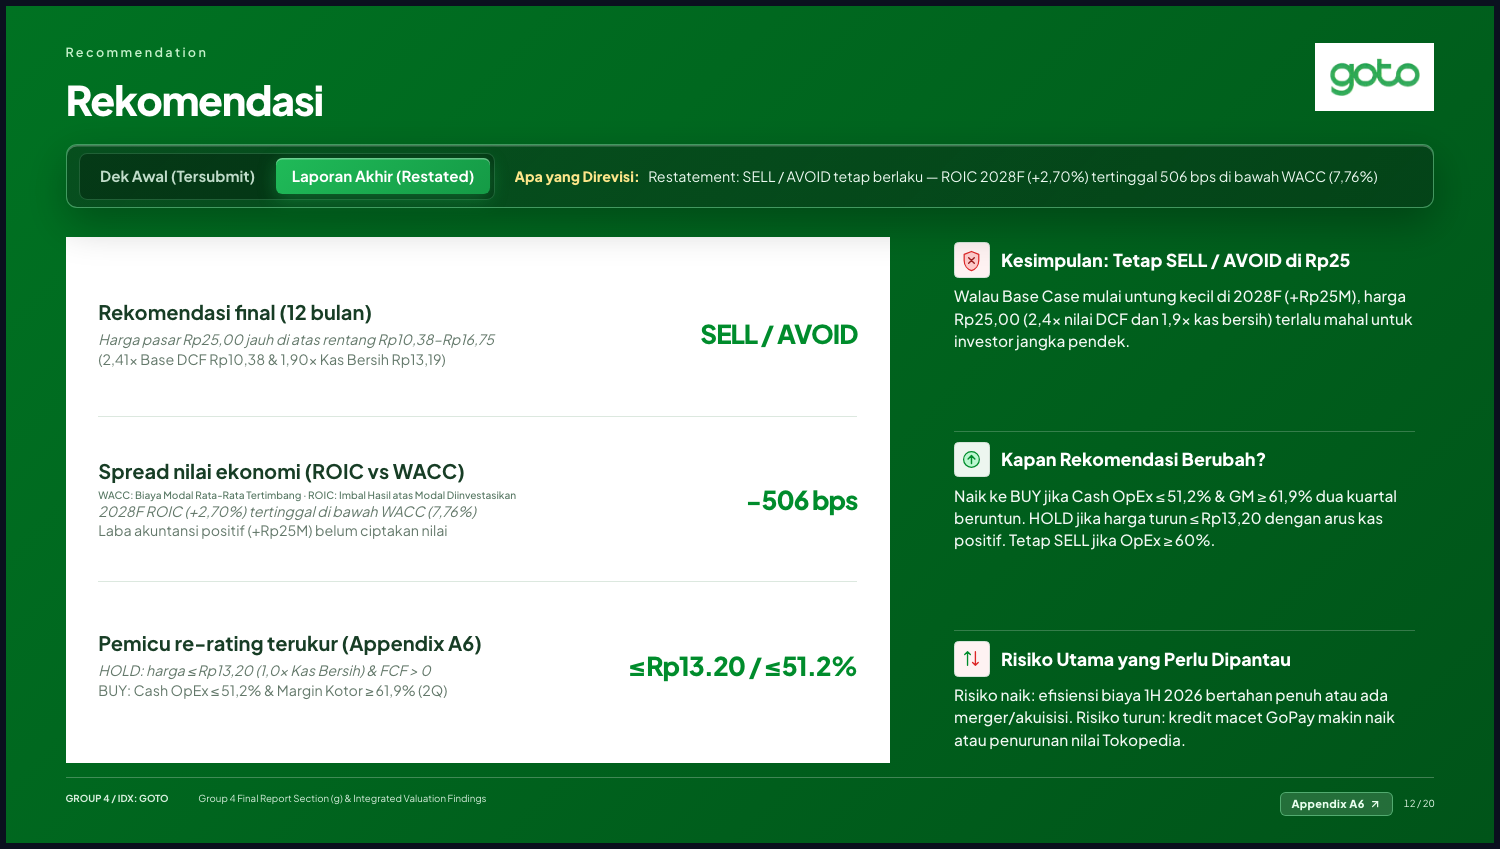 Recommendation
Rekomendasi
goto
Dek Awal (Tersubmit)
Laporan Akhir (Restated)
Apa yang Direvisi: Restatement: SELL / AVOID tetap berlaku — ROIC 2028F (+2,70%) tertinggal 506 bps di bawah WACC (7,76%)
Rekomendasi final (12 bulan)
Harga pasar Rp25,00 jauh di atas rentang Rp10,38–Rp16,75
(2,41× Base DCF Rp10,38 & 1,90× Kas Bersih Rp13,19)
SELL / AVOID
Spread nilai ekonomi (ROIC vs WACC)
WACC: Biaya Modal Rata-Rata Tertimbang · ROIC: Imbal Hasil atas Modal Diinvestasikan
2028F ROIC (+2,70%) tertinggal di bawah WACC (7,76%)
Laba akuntansi positif (+Rp25M) belum ciptakan nilai
−506 bps
Pemicu re-rating terukur (Appendix A6)
HOLD: harga ≤ Rp13,20 (1,0× Kas Bersih) & FCF > 0
BUY: Cash OpEx ≤ 51,2% & Margin Kotor ≥ 61,9% (2Q)
≤Rp13.20 / ≤51.2%
Kesimpulan: Tetap SELL / AVOID di Rp25
Walau Base Case mulai untung kecil di 2028F (+Rp25M), harga
Rp25,00 (2,4× nilai DCF dan 1,9× kas bersih) terlalu mahal untuk
investor jangka pendek.
Kapan Rekomendasi Berubah?
Naik ke BUY jika Cash OpEx ≤ 51,2% & GM ≥ 61,9% dua kuartal
beruntun. HOLD jika harga turun ≤ Rp13,20 dengan arus kas
positif. Tetap SELL jika OpEx ≥ 60%.
Risiko Utama yang Perlu Dipantau
Risiko naik: efisiensi biaya 1H 2026 bertahan penuh atau ada
merger/akuisisi. Risiko turun: kredit macet GoPay makin naik
atau penurunan nilai Tokopedia.
GROUP 4 / IDX: GOTO
Group 4 Final Report Section (g) & Integrated Valuation Findings
Appendix A6 ↗
12 / 20